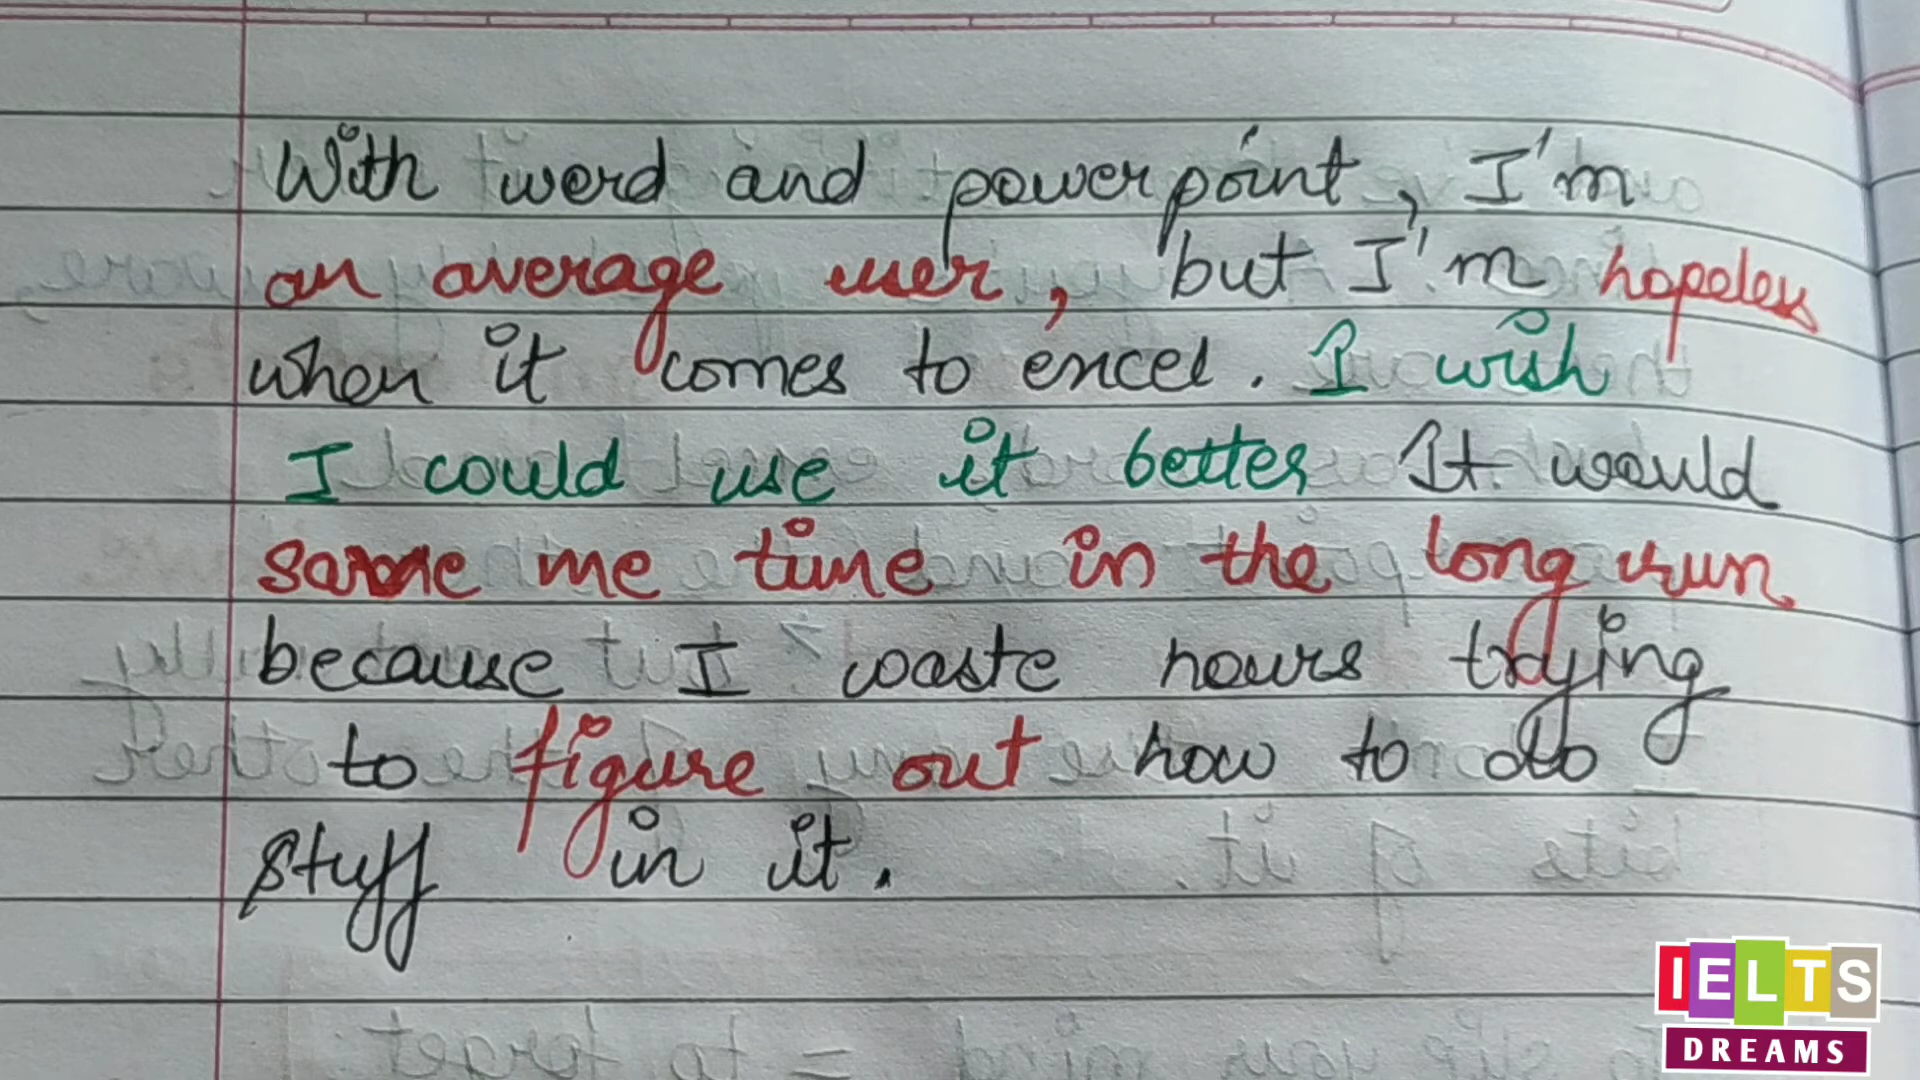 With word and powerpoint, I'm
an average user, but I'm hopeless
when it comes to excel. I wish
I could use it better It would
save me time in the long run
because I waste hours trying
to figure out how to do
stuff in it.
IELTS
DREAMS